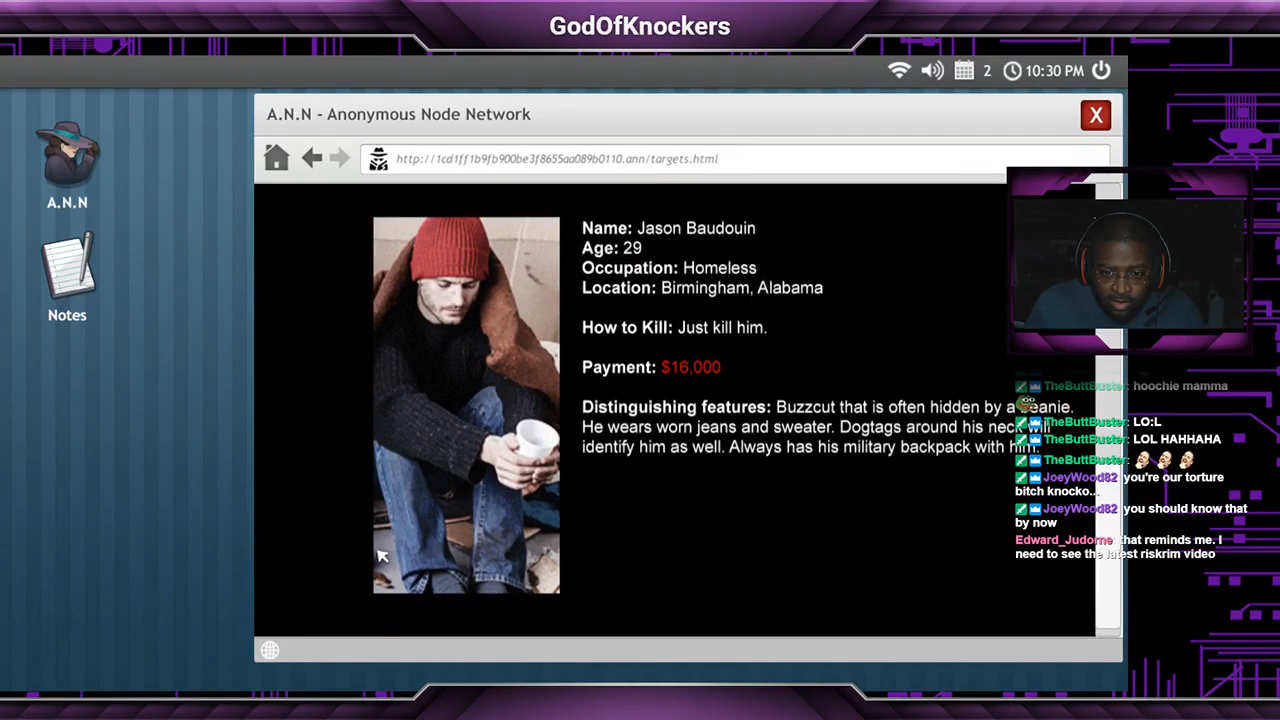 GodOfKnockers
2 10:30 PM
A.N.N - Anonymous Node Network
X
http://1cd1ff1b9fb900be3f8655aa089b0110.ann/targets.html
A.N.N
Notes
Name: Jason Baudouin
Age: 29
Occupation: Homeless
Location: Birmingham, Alabama
How to Kill: Just kill him.
Payment: $16,000
Distinguishing features: Buzzcut that is often hidden by a beanie.
He wears worn jeans and sweater. Dogtags around his neck will
identify him as well. Always has his military backpack with him.
TheButtBuster: hoochie mamma
TheButtBuster: LO:L
TheButtBuster: LOL HAHHAHA
TheButtBuster:
JoeyWood82 you're our torture
bitch knocko...
JoeyWood82 you should know that
by now
Edward_Judorne that reminds me. I
need to see the latest riskrim video